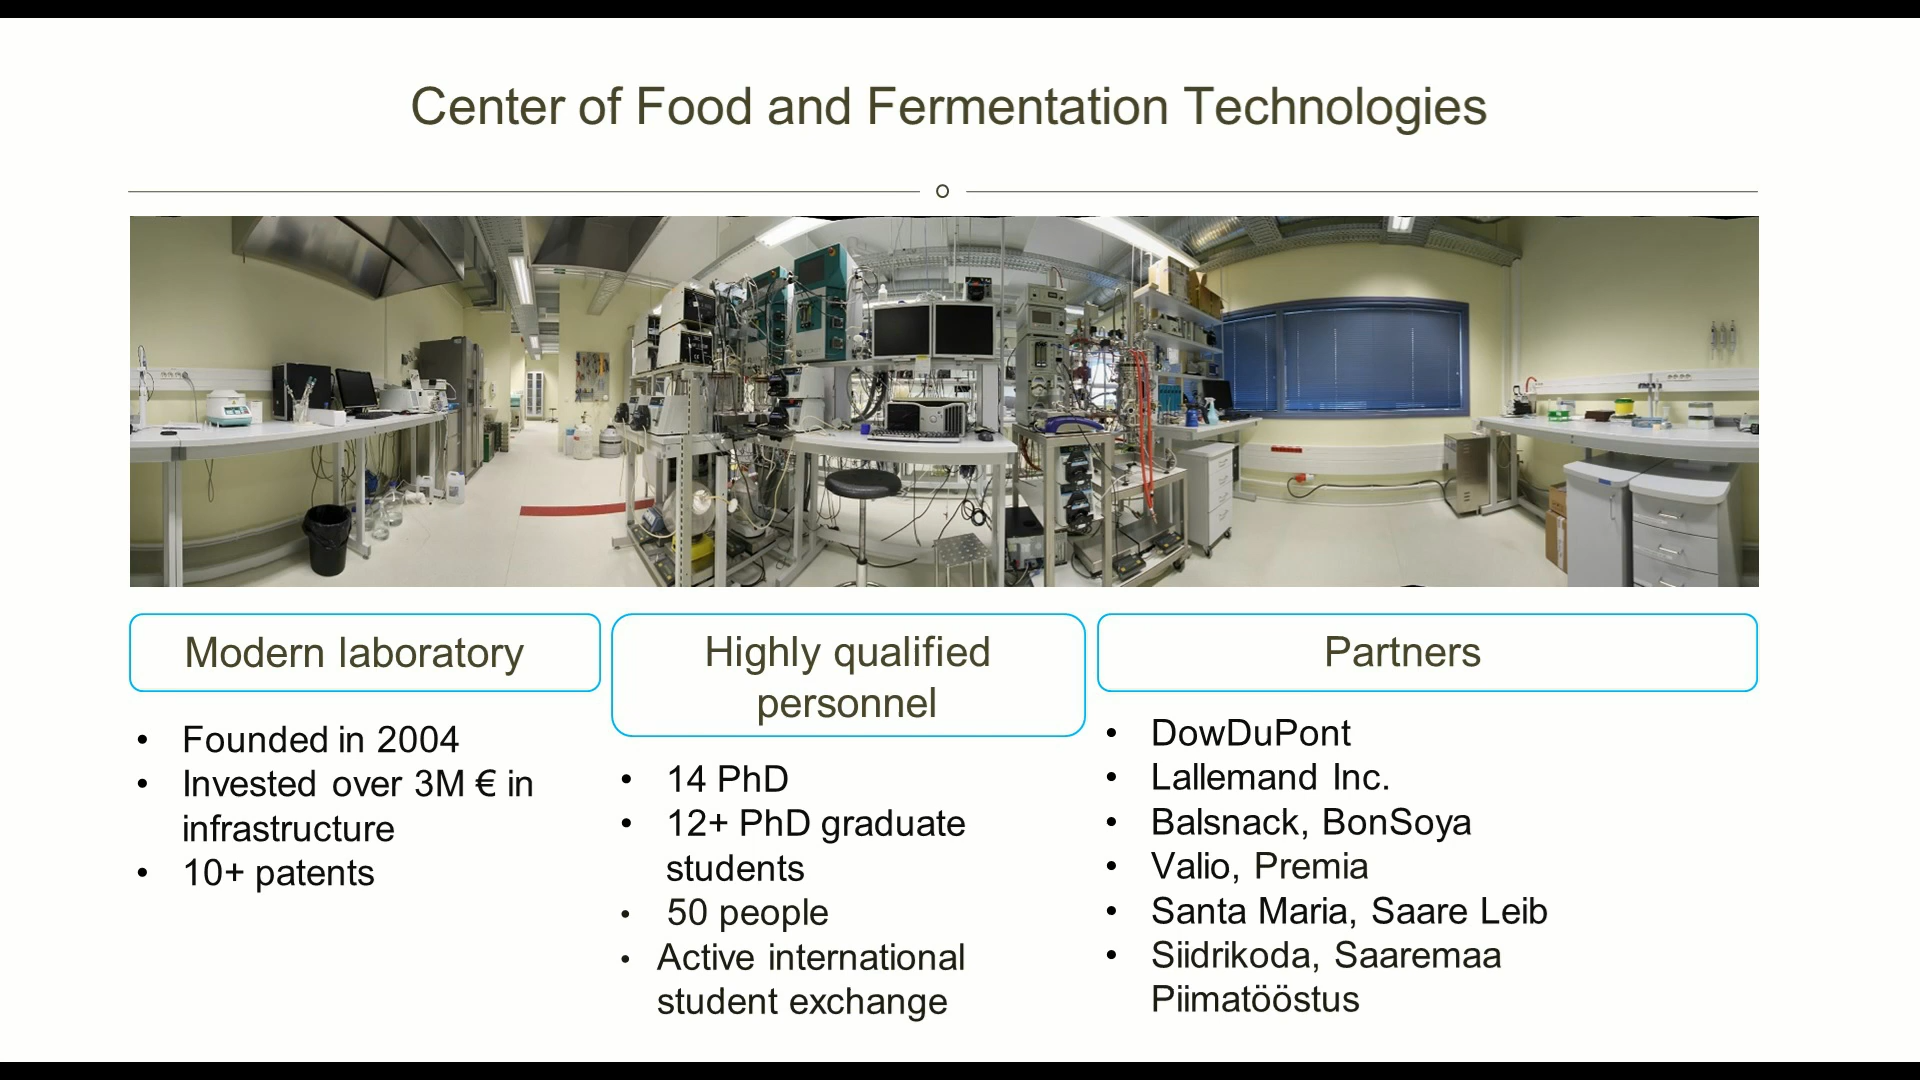 Center of Food and Fermentation Technologies
Modern laboratory
• Founded in 2004
• Invested over 3M € in
infrastructure
• 10+ patents
Highly qualified
personnel
• 14 PhD
• 12+ PhD graduate
students
• 50 people
• Active international
student exchange
Partners
• DowDuPont
• Lallemand Inc.
• Balsnack, BonSoya
• Valio, Premia
• Santa Maria, Saare Leib
• Siidrikoda, Saaremaa
Piimatööstus